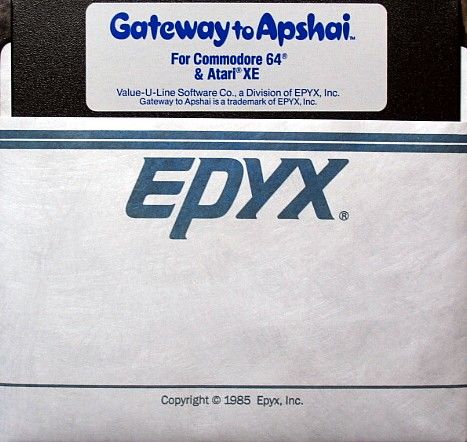 Gateway to Apshai™
For Commodore 64®
& Atari® XE
Value-U-Line Software Co., a Division of EPYX, Inc.
Gateway to Apshai is a trademark of EPYX, Inc.
EPYX®
Copyright © 1985 Epyx, Inc.